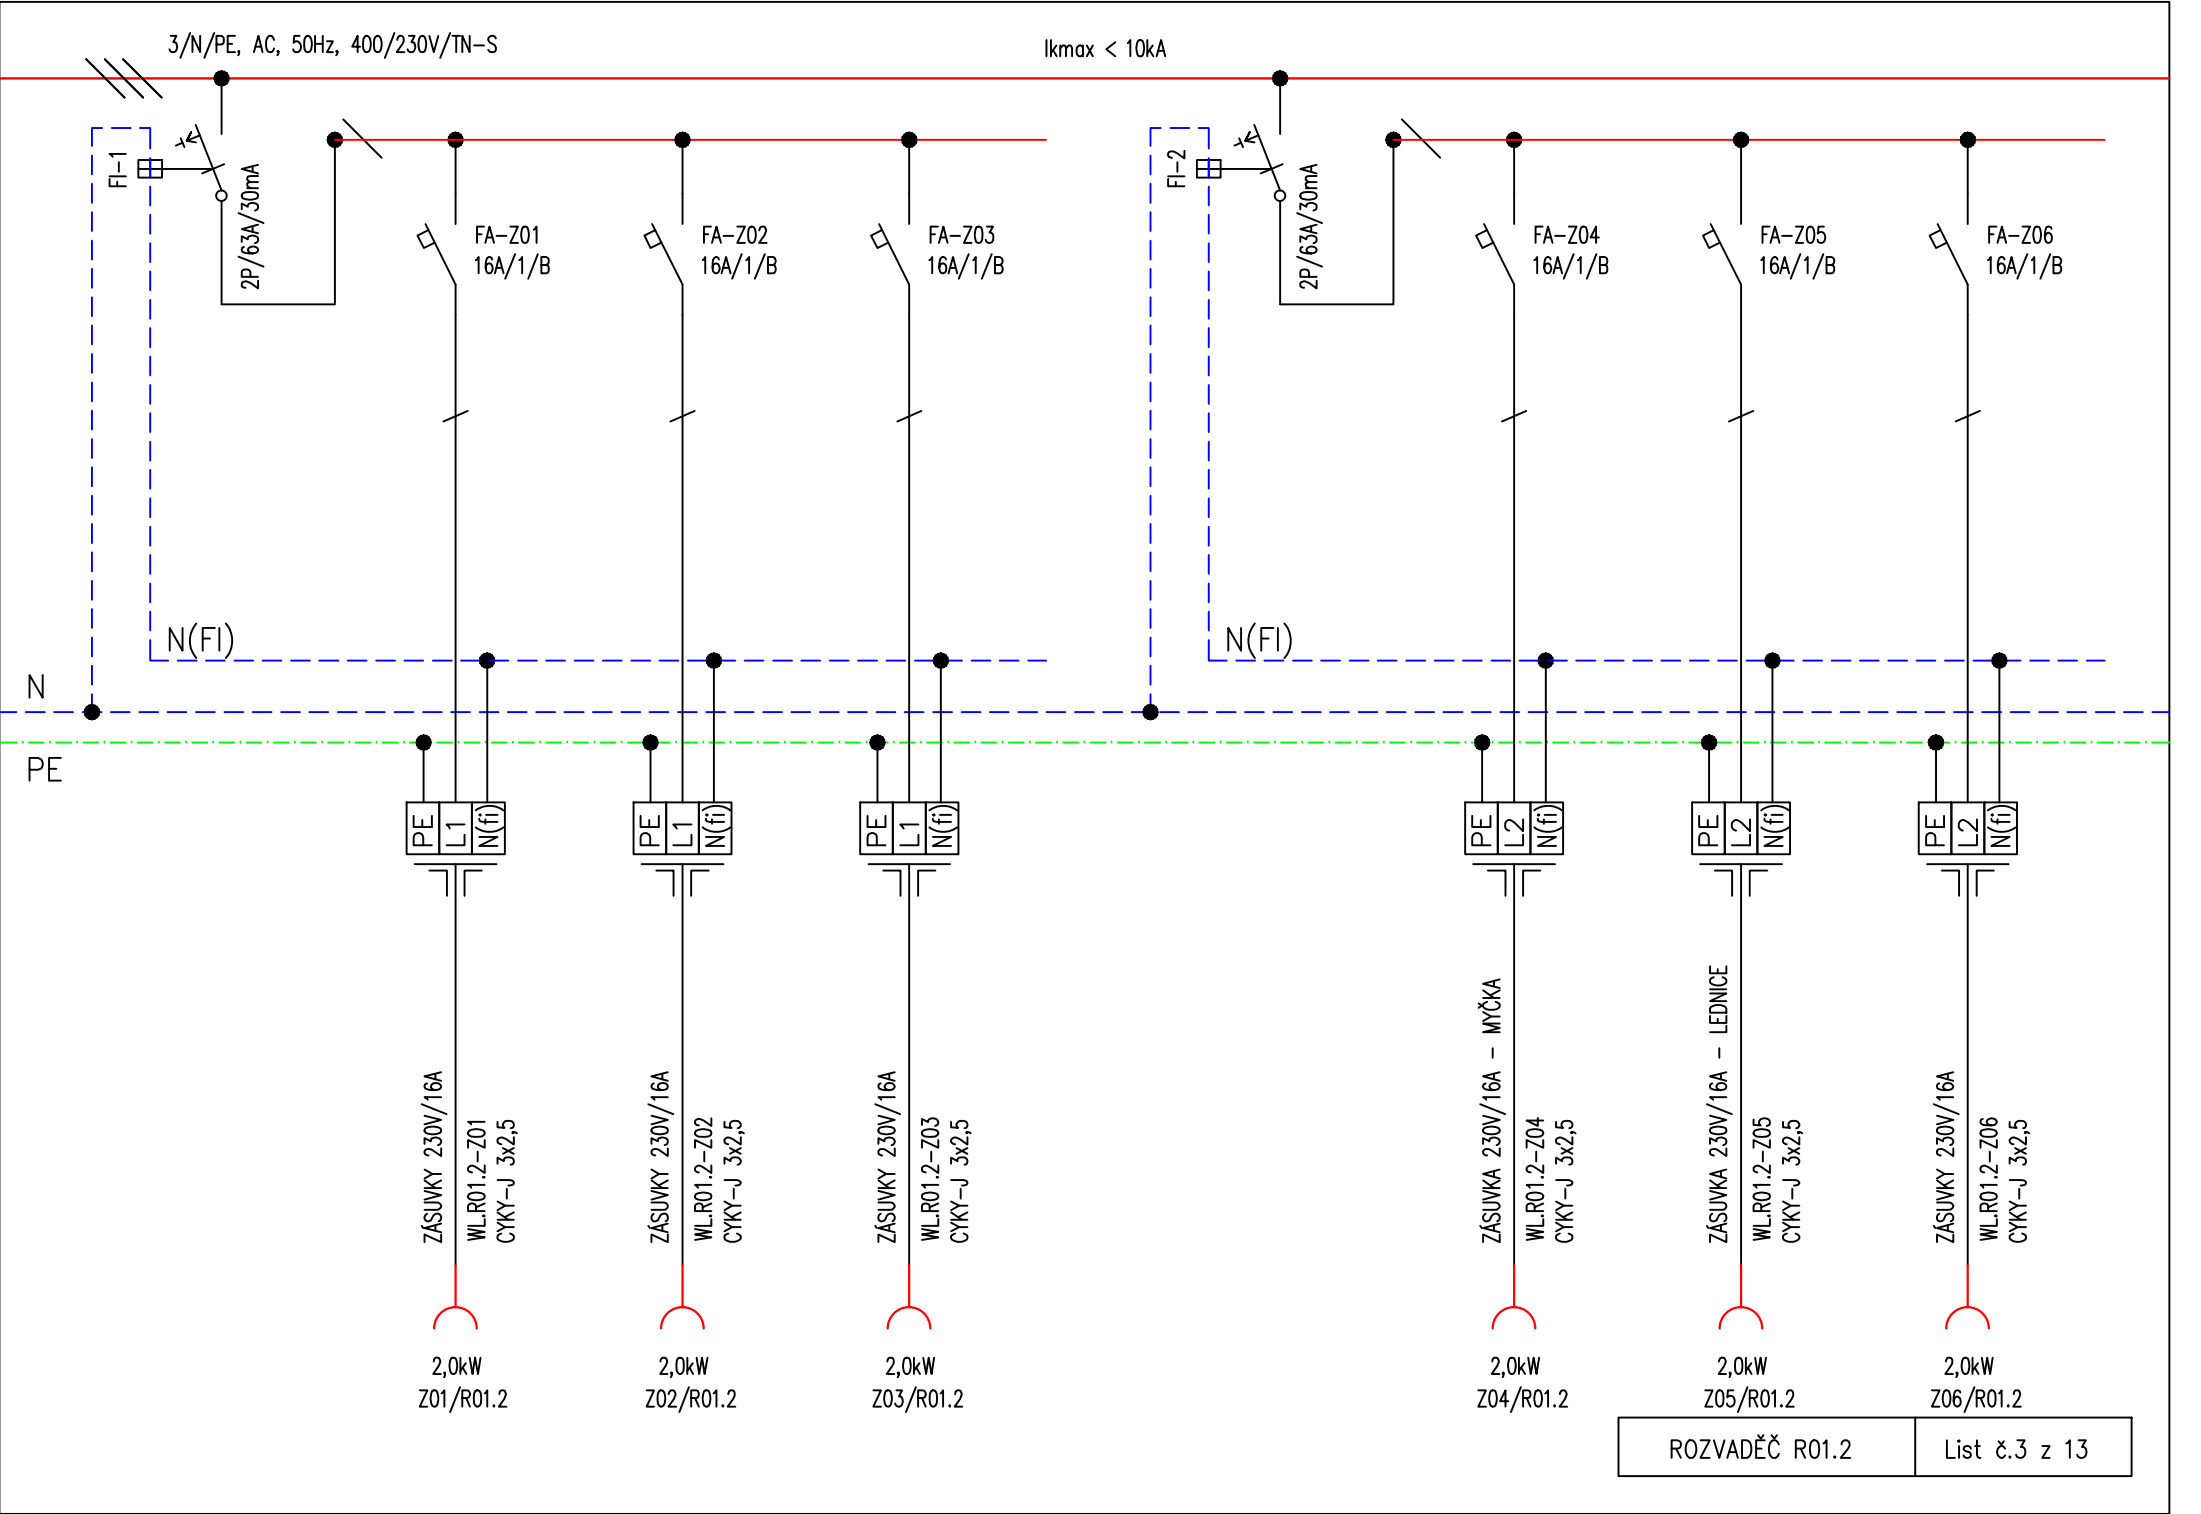 3/N/PE, AC, 50Hz, 400/230V/TN-S
Ikmax < 10kA
FI-1
2P/63A/30mA
FA-Z01
16A/1/B
FA-Z02
16A/1/B
FA-Z03
16A/1/B
FI-2
2P/63A/30mA
FA-Z04
16A/1/B
FA-Z05
16A/1/B
FA-Z06
16A/1/B
N(FI)
N(FI)
N
PE
PE L1 N(fi)
PE L1 N(fi)
PE L1 N(fi)
PE L2 N(fi)
PE L2 N(fi)
PE L2 N(fi)
ZÁSUVKY 230V/16A
WL.R01.2-Z01
CYKY-J 3x2,5
ZÁSUVKY 230V/16A
WL.R01.2-Z02
CYKY-J 3x2,5
ZÁSUVKY 230V/16A
WL.R01.2-Z03
CYKY-J 3x2,5
ZÁSUVKA 230V/16A - MYČKA
WL.R01.2-Z04
CYKY-J 3x2,5
ZÁSUVKA 230V/16A - LEDNICE
WL.R01.2-Z05
CYKY-J 3x2,5
ZÁSUVKY 230V/16A
WL.R01.2-Z06
CYKY-J 3x2,5
2,0kW
Z01/R01.2
2,0kW
Z02/R01.2
2,0kW
Z03/R01.2
2,0kW
Z04/R01.2
2,0kW
Z05/R01.2
2,0kW
Z06/R01.2
ROZVADĚČ R01.2
List č.3 z 13